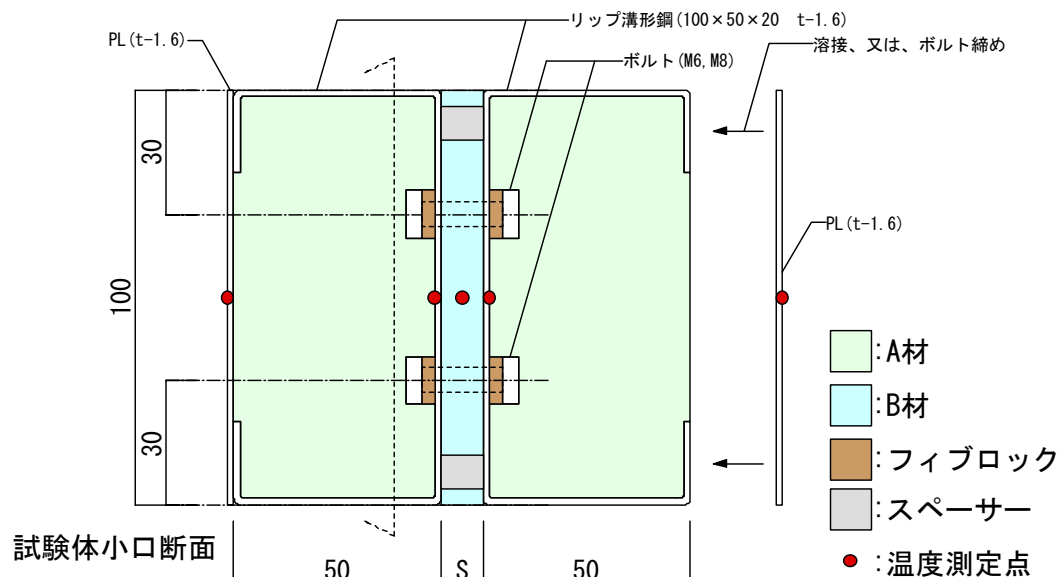 リップ溝形鋼(100×50×20 t-1.6)
PL(t-1.6)
ボルト(M6,M8)
溶接、又は、ボルト締め
30
100
30
PL(t-1.6)
:A材
:B材
:フィブロック
:スペーサー
:温度測定点
試験体小口断面
50
S
50